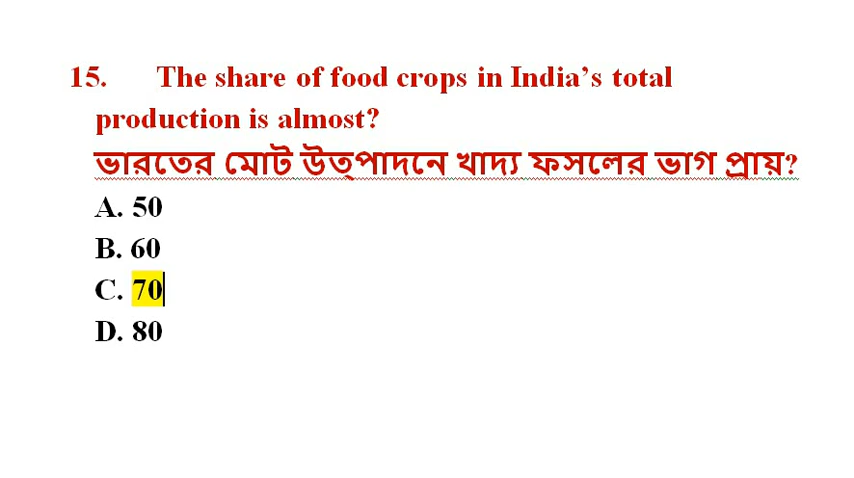 15. The share of food crops in India’s total
production is almost?
ভারতের মোট উত্পাদনে খাদ্য ফসলের ভাগ প্রায়?
A. 50
B. 60
C. 70
D. 80